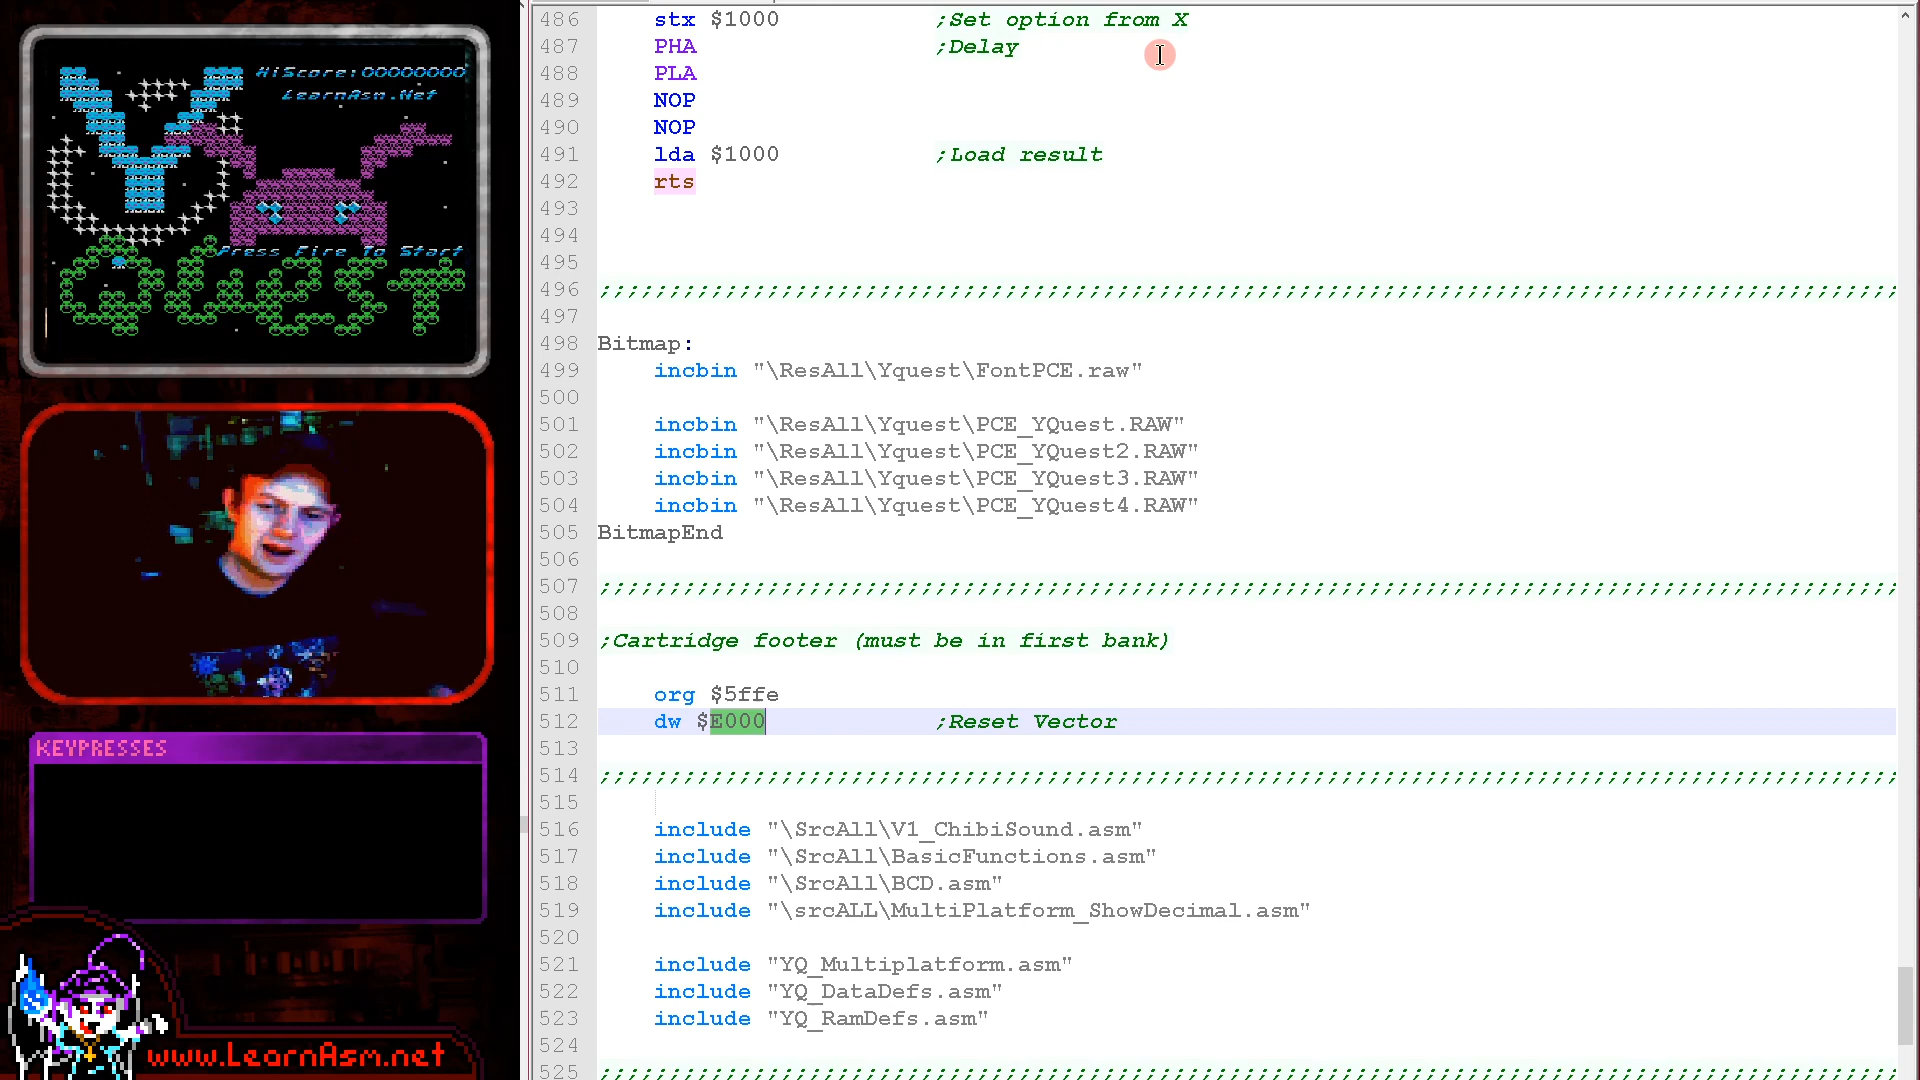 HiScore:00000000
LearnAsm.Net
Press Fire To Start
Y
QUEST
KEYPRESSES
www.LearnAsm.net
486 stx $1000 ;Set option from X
487 PHA ;Delay
488 PLA
489 NOP
490 NOP
491 lda $1000 ;Load result
492 rts
493
494
495
496 ;;;;;;;;;;;;;;;;;;;;;;;;;;;;;;;;;;;;;;;;;;;;;;;;;;;;;;;;;;;;;;;;;;;;;;;;;;;;;;;;;;;;;;;;;;;;
497
498 Bitmap:
499 incbin "\ResAll\Yquest\FontPCE.raw"
500
501 incbin "\ResAll\Yquest\PCE_YQuest.RAW"
502 incbin "\ResAll\Yquest\PCE_YQuest2.RAW"
503 incbin "\ResAll\Yquest\PCE_YQuest3.RAW"
504 incbin "\ResAll\Yquest\PCE_YQuest4.RAW"
505 BitmapEnd
506
507 ;;;;;;;;;;;;;;;;;;;;;;;;;;;;;;;;;;;;;;;;;;;;;;;;;;;;;;;;;;;;;;;;;;;;;;;;;;;;;;;;;;;;;;;;;;;;
508
509 ;Cartridge footer (must be in first bank)
510
511 org $5ffe
512 dw $E000 ;Reset Vector
513
514 ;;;;;;;;;;;;;;;;;;;;;;;;;;;;;;;;;;;;;;;;;;;;;;;;;;;;;;;;;;;;;;;;;;;;;;;;;;;;;;;;;;;;;;;;;;;;
515
516 include "\SrcAll\V1_ChibiSound.asm"
517 include "\SrcAll\BasicFunctions.asm"
518 include "\SrcAll\BCD.asm"
519 include "\srcALL\MultiPlatform_ShowDecimal.asm"
520
521 include "YQ_Multiplatform.asm"
522 include "YQ_DataDefs.asm"
523 include "YQ_RamDefs.asm"
524
525 ;;;;;;;;;;;;;;;;;;;;;;;;;;;;;;;;;;;;;;;;;;;;;;;;;;;;;;;;;;;;;;;;;;;;;;;;;;;;;;;;;;;;;;;;;;;;